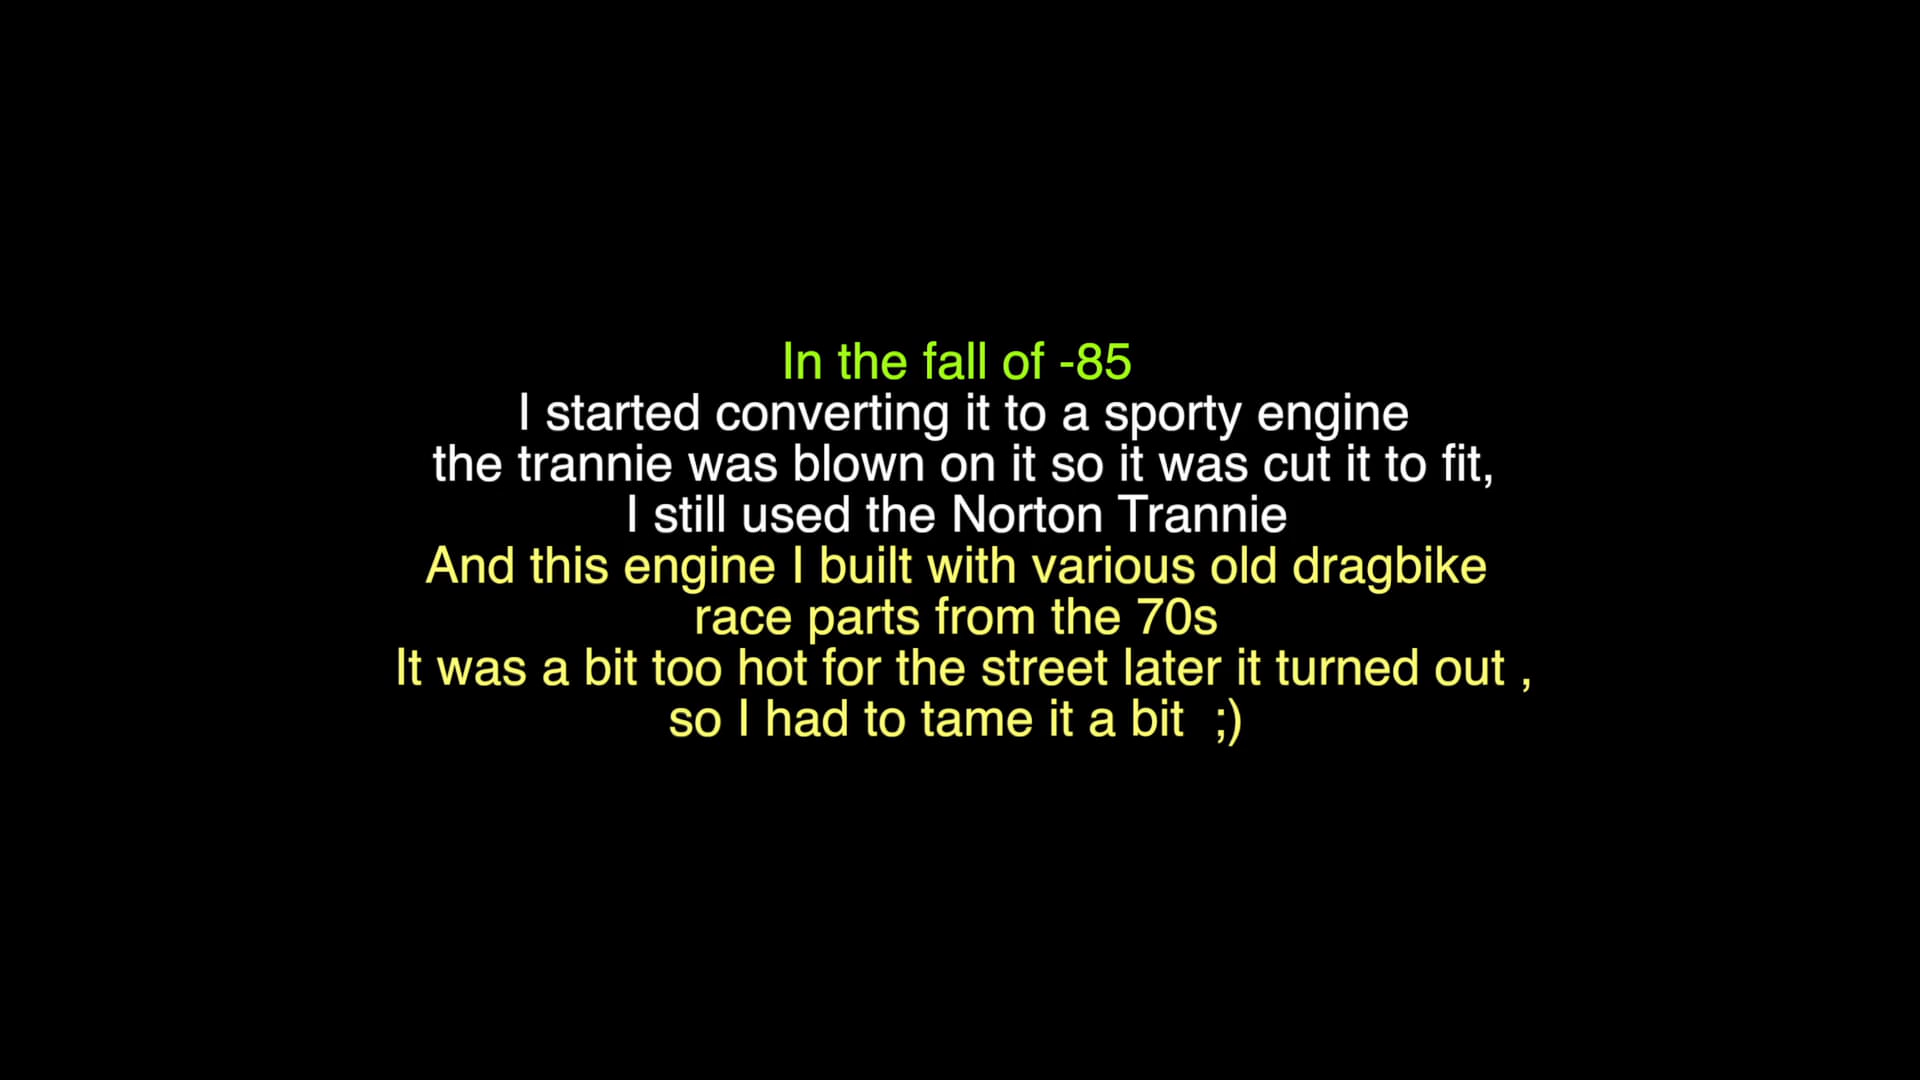 In the fall of -85
I started converting it to a sporty engine
the trannie was blown on it so it was cut it to fit,
I still used the Norton Trannie
And this engine I built with various old dragbike
race parts from the 70s
It was a bit too hot for the street later it turned out ,
so I had to tame it a bit  ;)